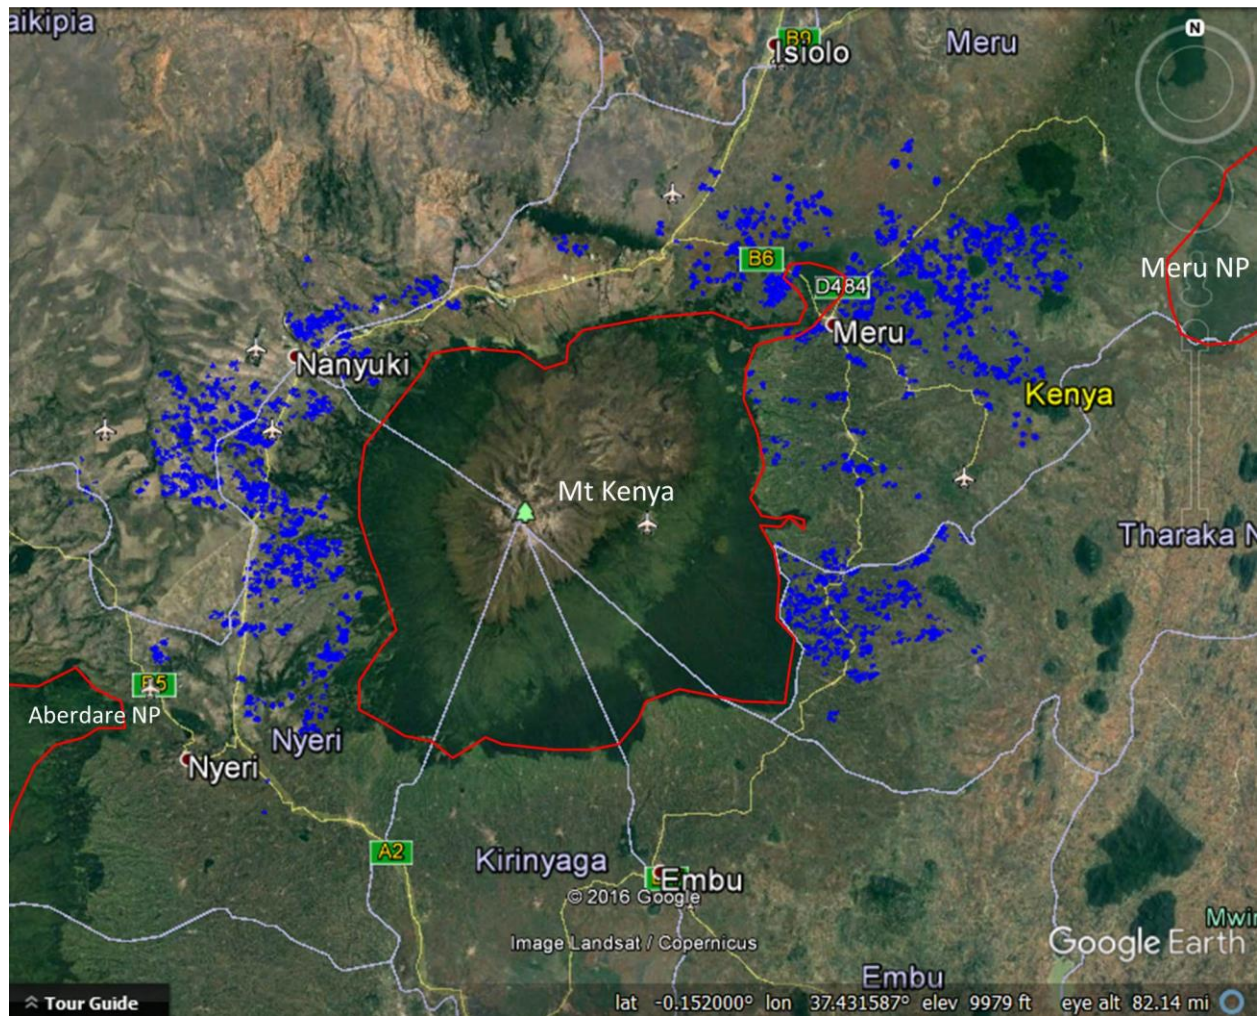 aikipia
B9
Isiolo
Meru
N
Meru NP
B6
D484
Meru
Nanyuki
Kenya
Mt Kenya
Tharaka N
B5
Aberdare NP
Nyeri
Nyeri
A2
Kirinyaga
Embu
© 2016 Google
Mwin
Image Landsat / Copernicus
Google Earth
Embu
Tour Guide
lat -0.152000° lon 37.431587° elev 9979 ft eye alt 82.14 mi